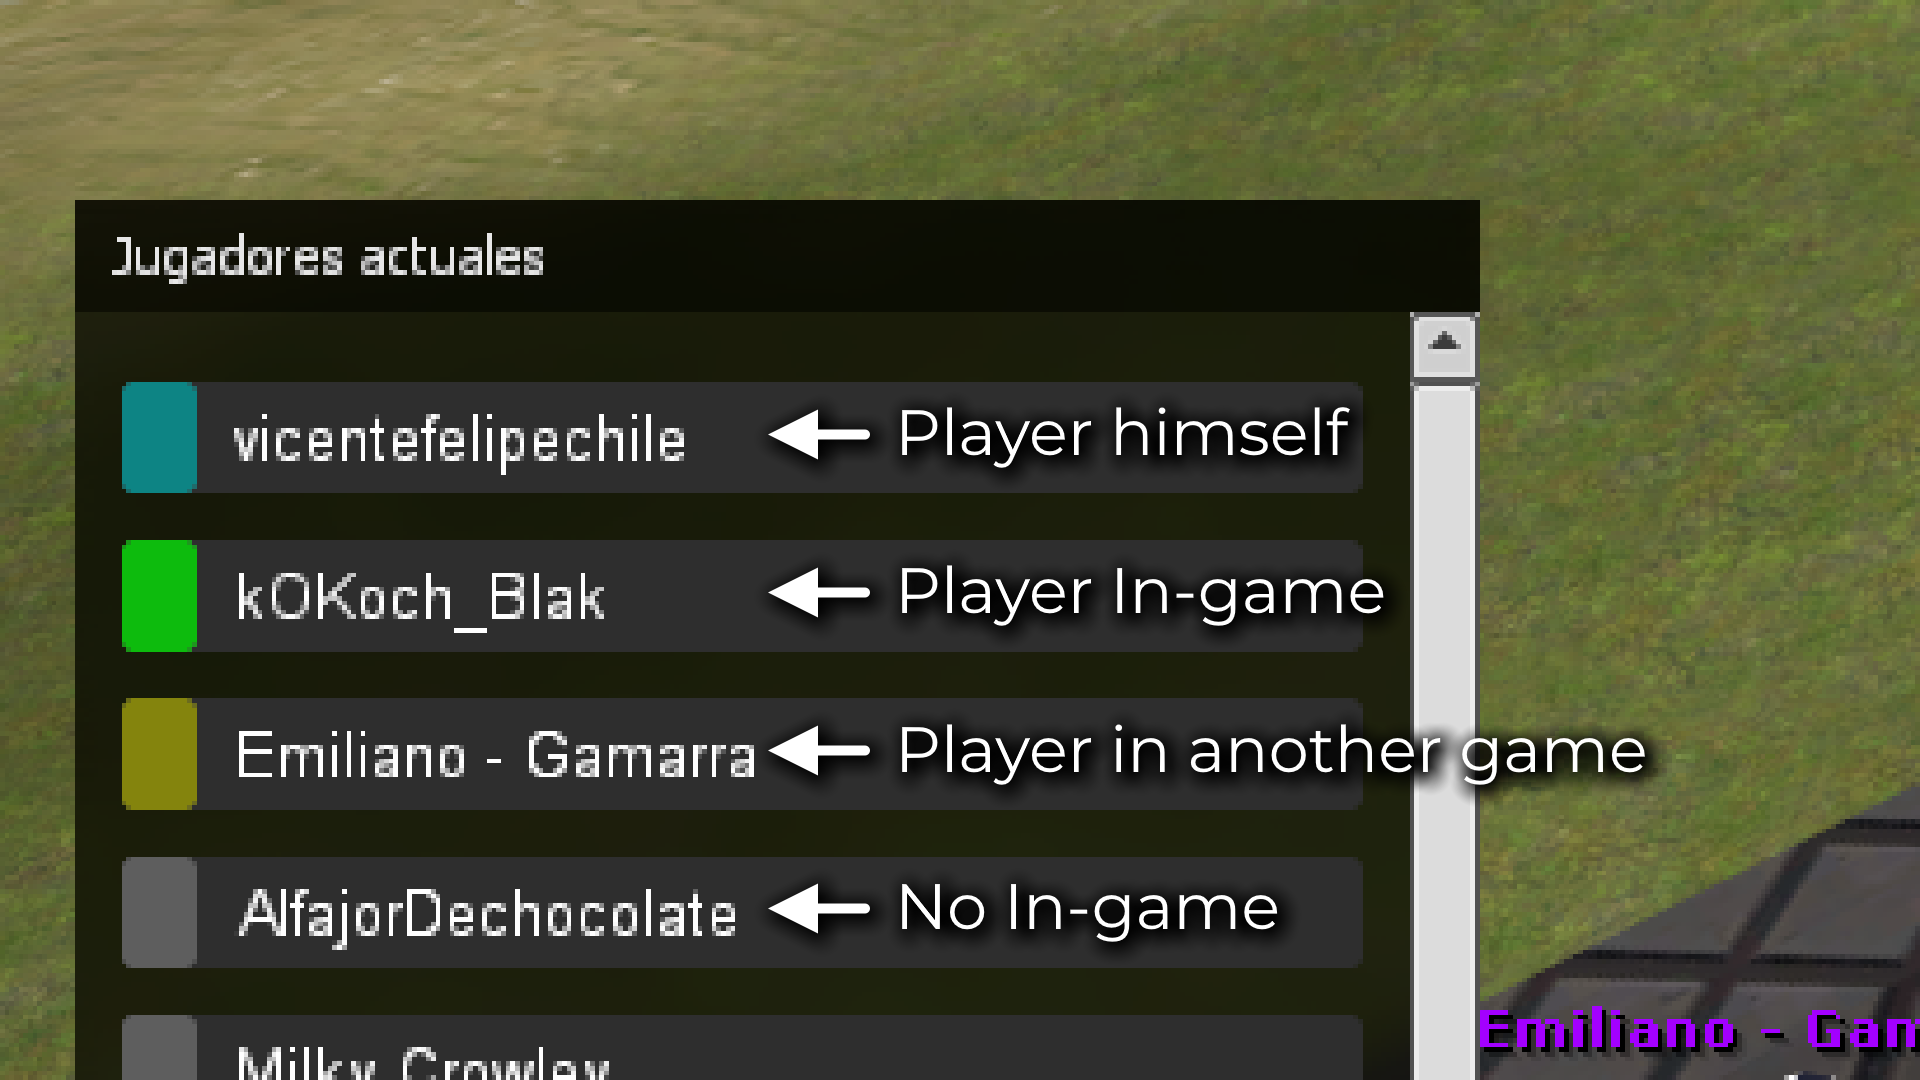 Jugadores actuales
vicentefelipechile
Player himself
kOKoch_Blak
Player In-game
Emiliano - Gamarra
Player in another game
AlfajorDechocolate
No In-game
Milky Crowley
Emiliano - Gam